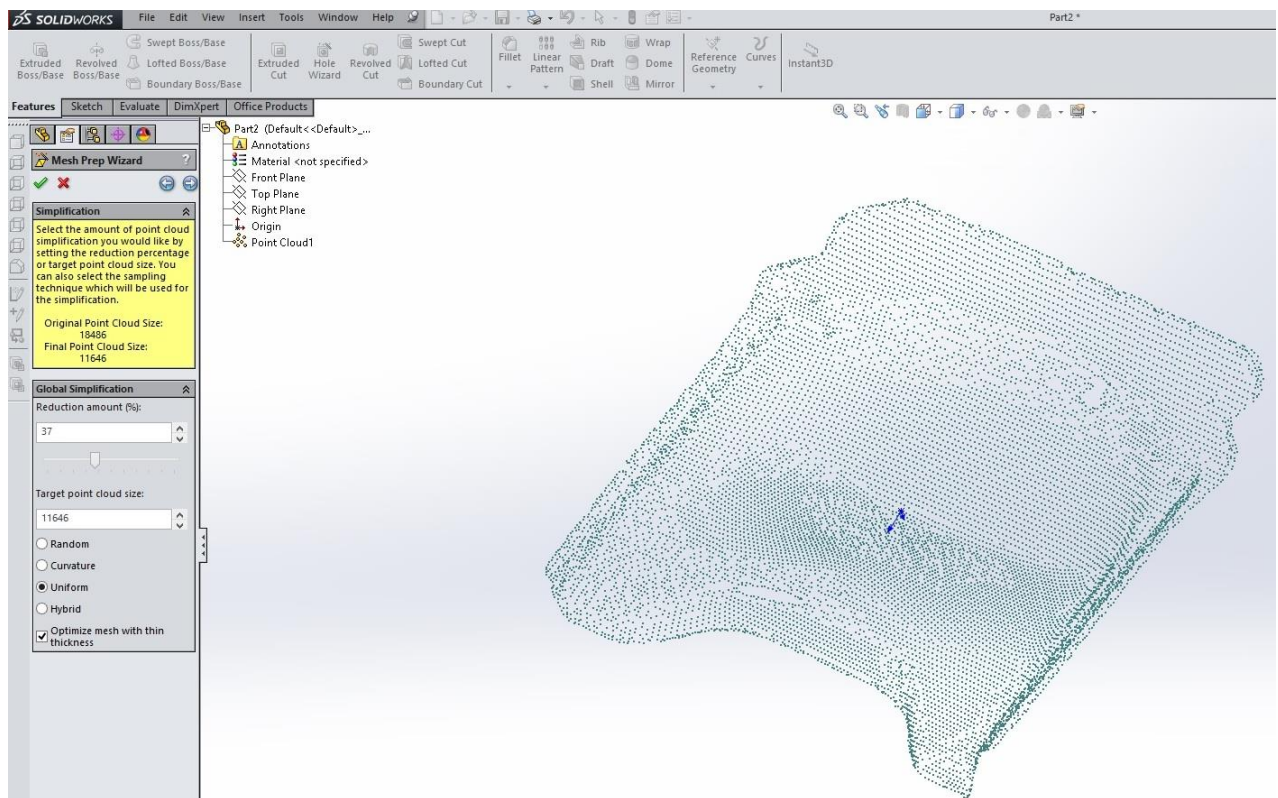 DS SOLIDWORKS File Edit View Insert Tools Window Help Part2 *
Extruded Boss/Base
Revolved Boss/Base
Swept Boss/Base
Lofted Boss/Base
Boundary Boss/Base
Extruded Cut
Hole Wizard
Revolved Cut
Swept Cut
Lofted Cut
Boundary Cut
Fillet
Linear Pattern
Rib
Draft
Shell
Wrap
Dome
Mirror
Reference Geometry
Curves
Instant3D
Features Sketch Evaluate DimXpert Office Products
Mesh Prep Wizard ?
Simplification
Select the amount of point cloud
simplification you would like by
setting the reduction percentage
or target point cloud size. You
can also select the sampling
technique which will be used for
the simplification.
Original Point Cloud Size:
18486
Final Point Cloud Size:
11646
Global Simplification
Reduction amount (%):
37
Target point cloud size:
11646
Random
Curvature
Uniform
Hybrid
Optimize mesh with thin
thickness
Part2 (Default<<Default>_...
A Annotations
Material <not specified>
Front Plane
Top Plane
Right Plane
Origin
Point Cloud1